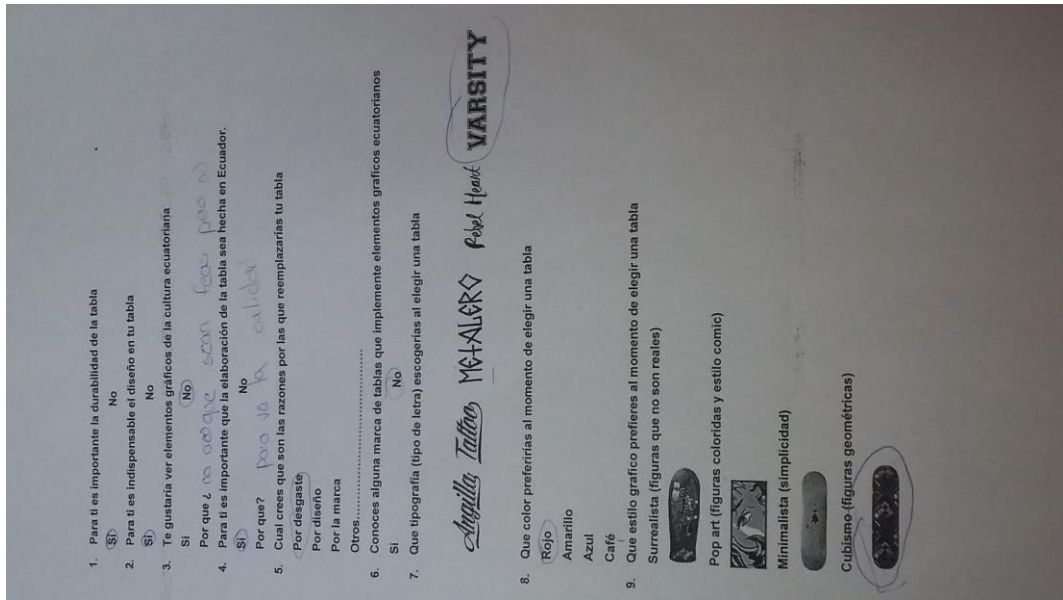 1. Para ti es importante la durabilidad de la tabla
Si No
2. Para ti es indispensable el diseño en tu tabla
Si No
3. Te gustaría ver elementos gráficos de la cultura ecuatoriana
Si No
Por que ¿ no que sean feas pero no
4. Para ti es importante que la elaboración de la tabla sea hecha en Ecuador.
Si No
Por que? para la calidad
5. Cual crees que son las razones por las que reemplazarías tu tabla
Por desgaste
Por diseño
Por la marca
Otros
6. Conoces alguna marca de tablas que implemente elementos graficos ecuatorianos
Si No
7. Que tipografía (tipo de letra) escogerías al elegir una tabla
Angilla Tattoo METALERO Rebel Heart VARSITY
8. Que color preferirías al momento de elegir una tabla
Rojo
Amarillo
Azul
Café
9. Que estilo grafico prefieres al momento de elegir una tabla
Surrealista (figuras que no son reales)
Pop art (figuras coloridas y estilo comic)
Minimalista (simplicidad)
Cubismo (figuras geométricas)